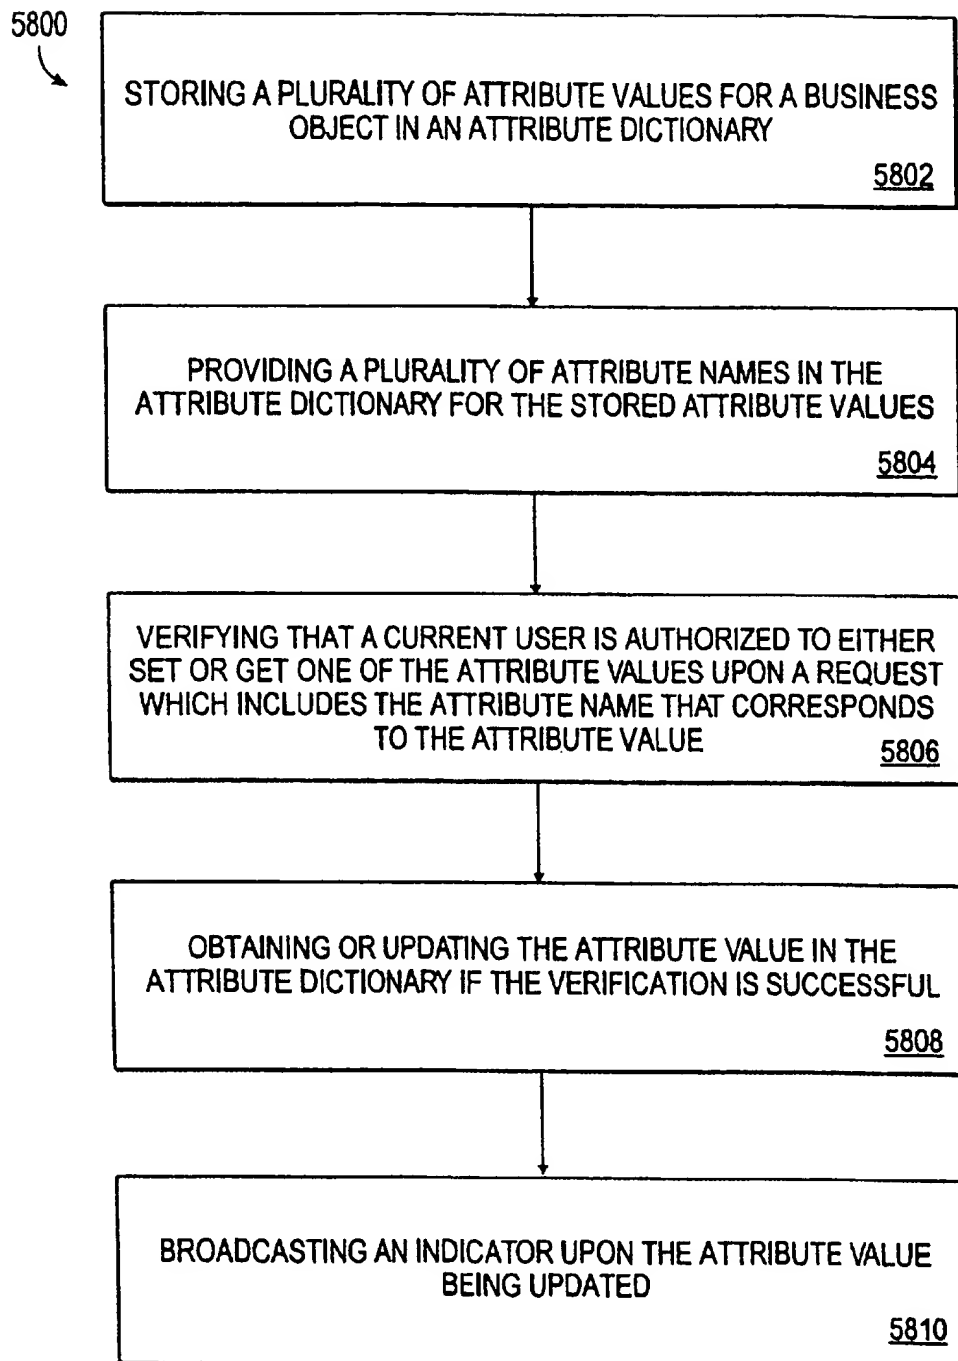 5800
STORING A PLURALITY OF ATTRIBUTE VALUES FOR A BUSINESS
OBJECT IN AN ATTRIBUTE DICTIONARY
5802
PROVIDING A PLURALITY OF ATTRIBUTE NAMES IN THE
ATTRIBUTE DICTIONARY FOR THE STORED ATTRIBUTE VALUES
5804
VERIFYING THAT A CURRENT USER IS AUTHORIZED TO EITHER
SET OR GET ONE OF THE ATTRIBUTE VALUES UPON A REQUEST
WHICH INCLUDES THE ATTRIBUTE NAME THAT CORRESPONDS
TO THE ATTRIBUTE VALUE
5806
OBTAINING OR UPDATING THE ATTRIBUTE VALUE IN THE
ATTRIBUTE DICTIONARY IF THE VERIFICATION IS SUCCESSFUL
5808
BROADCASTING AN INDICATOR UPON THE ATTRIBUTE VALUE
BEING UPDATED
5810